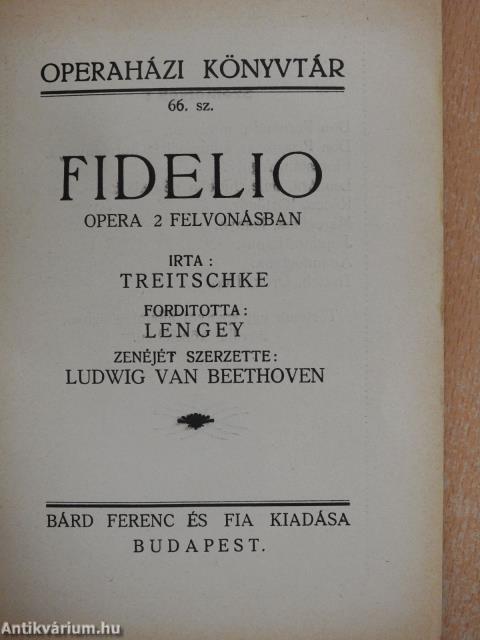 OPERAHÁZI KÖNYVTÁR
66. sz.
FIDELIO
OPERA 2 FELVONÁSBAN
IRTA:
TREITSCHKE
FORDITOTTA:
LENGEY
ZENÉJÉT SZERZETTE:
LUDWIG VAN BEETHOVEN
BÁRD FERENC ÉS FIA KIADÁSA
BUDAPEST.
Antikvárium.hu